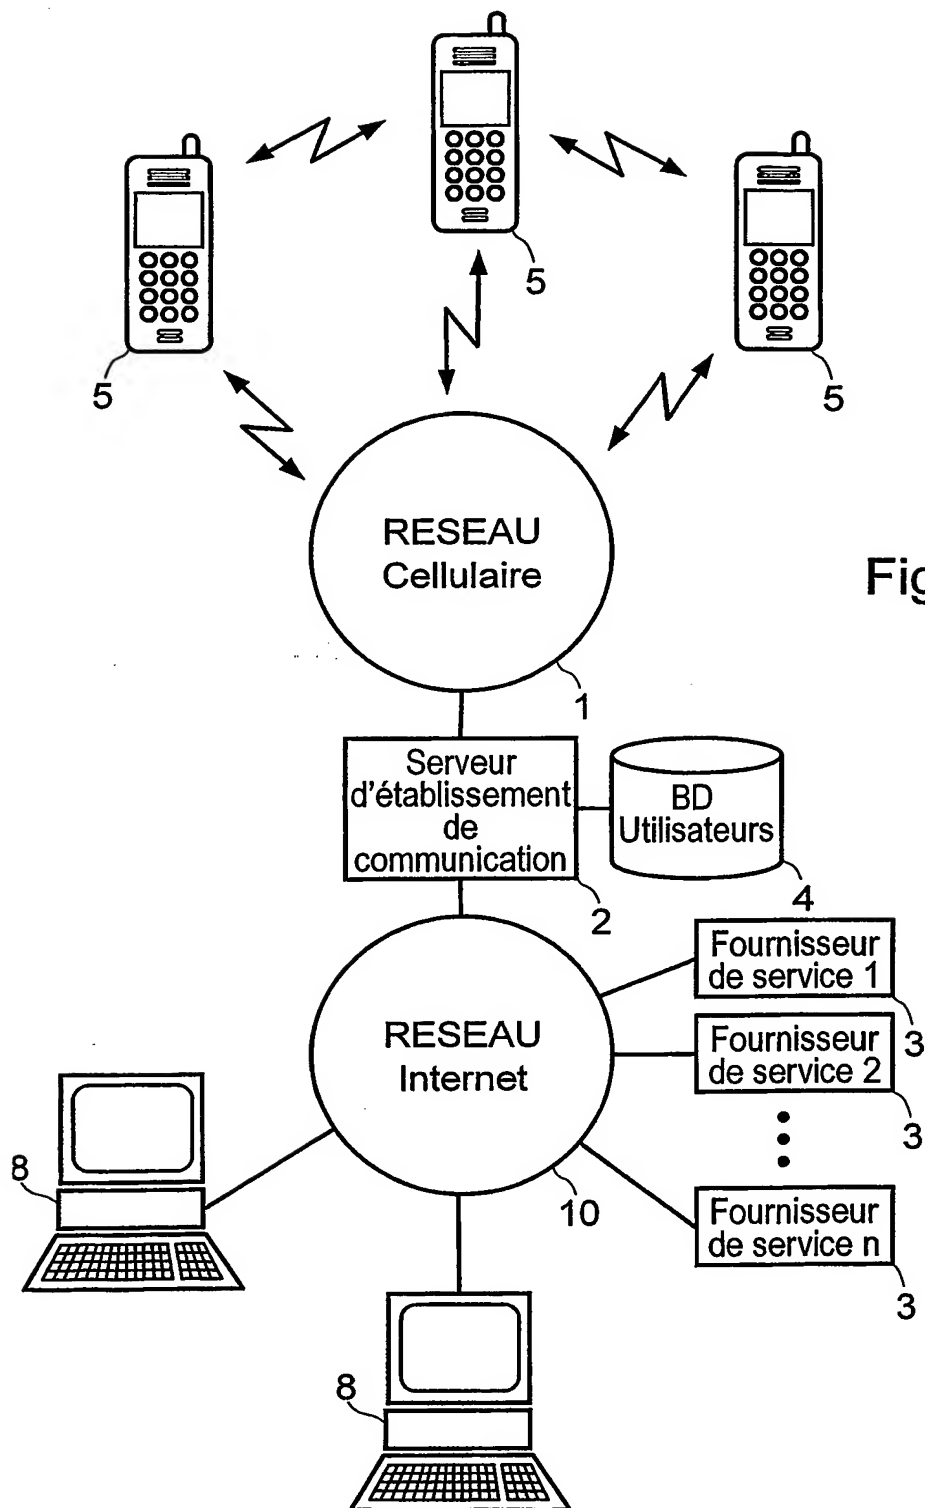 5
5
5
RESEAU
Cellulaire
Fig
1
Serveur
d'établissement
de
communication
BD
Utilisateurs
2
4
Fournisseur
de service 1
3
RESEAU
Internet
Fournisseur
de service 2
3
8
10
Fournisseur
de service n
3
8